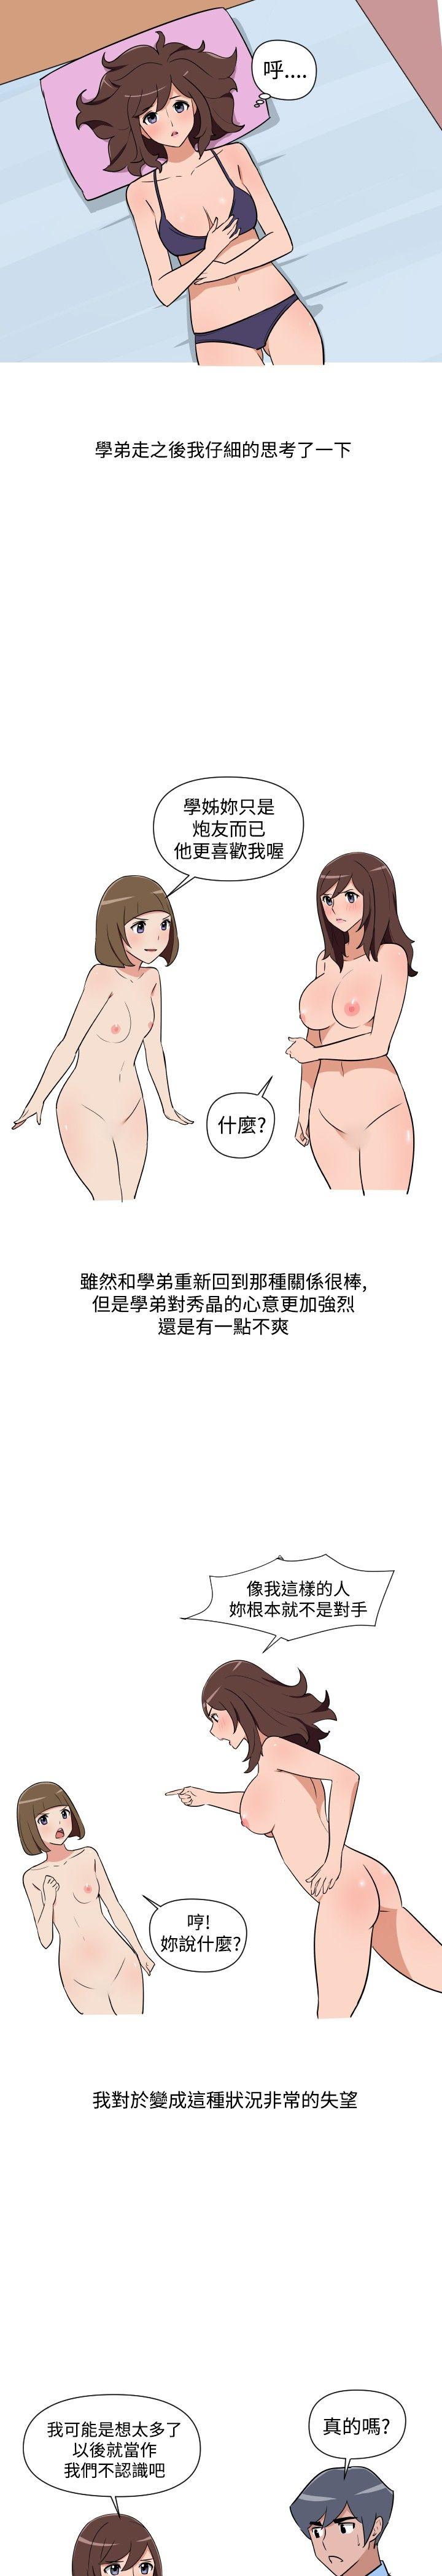 呼....
學弟走之後我仔細的思考了一下
學姊妳只是
炮友而已
他更喜歡我喔
什麼?
雖然和學弟重新回到那種關係很棒,
但是學弟對秀晶的心意更加強烈
還是有一點不爽
像我這樣的人
妳根本就不是對手
哼!
妳說什麼?
我對於變成這種狀況非常的失望
真的嗎?
我可能是想太多了
以後就當作
我們不認識吧